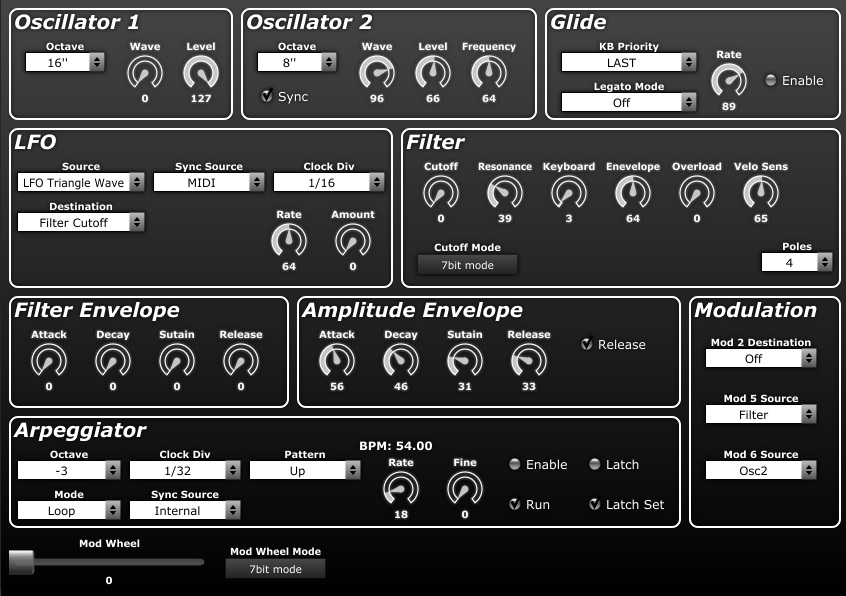 Oscillator 1
Octave
Wave
Level
16''
0
127
Oscillator 2
Octave
Wave
Level
Frequency
8''
Sync
96
66
64
Glide
KB Priority
LAST
Legato Mode
Off
Rate
89
Enable
LFO
Source
Sync Source
Clock Div
LFO Triangle Wave
MIDI
1/16
Destination
Filter Cutoff
Rate
Amount
64
0
Filter
Cutoff
Resonance
Keyboard
Enevelope
Overload
Velo Sens
0
39
3
64
0
65
Cutoff Mode
7bit mode
Poles
4
Filter Envelope
Attack
Decay
Sutain
Release
0
0
0
0
Amplitude Envelope
Attack
Decay
Sutain
Release
56
46
31
33
Release
Modulation
Mod 2 Destination
Off
Mod 5 Source
Filter
Mod 6 Source
Osc2
Arpeggiator
Octave
Clock Div
Pattern
-3
1/32
Up
Mode
Sync Source
Loop
Internal
BPM: 54.00
Rate
Fine
18
0
Enable
Latch
Run
Latch Set
Mod Wheel
0
Mod Wheel Mode
7bit mode